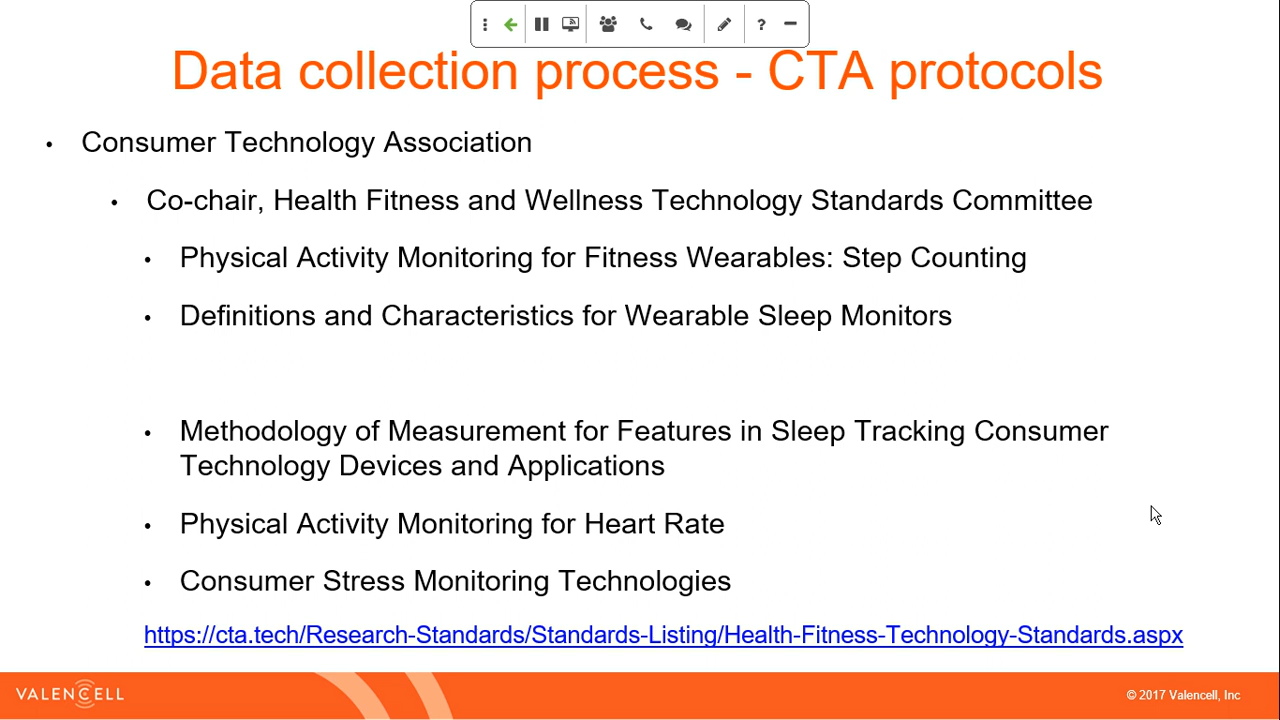 Data collection process - CTA protocols
• Consumer Technology Association
• Co-chair, Health Fitness and Wellness Technology Standards Committee
• Physical Activity Monitoring for Fitness Wearables: Step Counting
• Definitions and Characteristics for Wearable Sleep Monitors
• Methodology of Measurement for Features in Sleep Tracking Consumer
Technology Devices and Applications
• Physical Activity Monitoring for Heart Rate
• Consumer Stress Monitoring Technologies
https://cta.tech/Research-Standards/Standards-Listing/Health-Fitness-Technology-Standards.aspx
VALENCELL
© 2017 Valencell, Inc